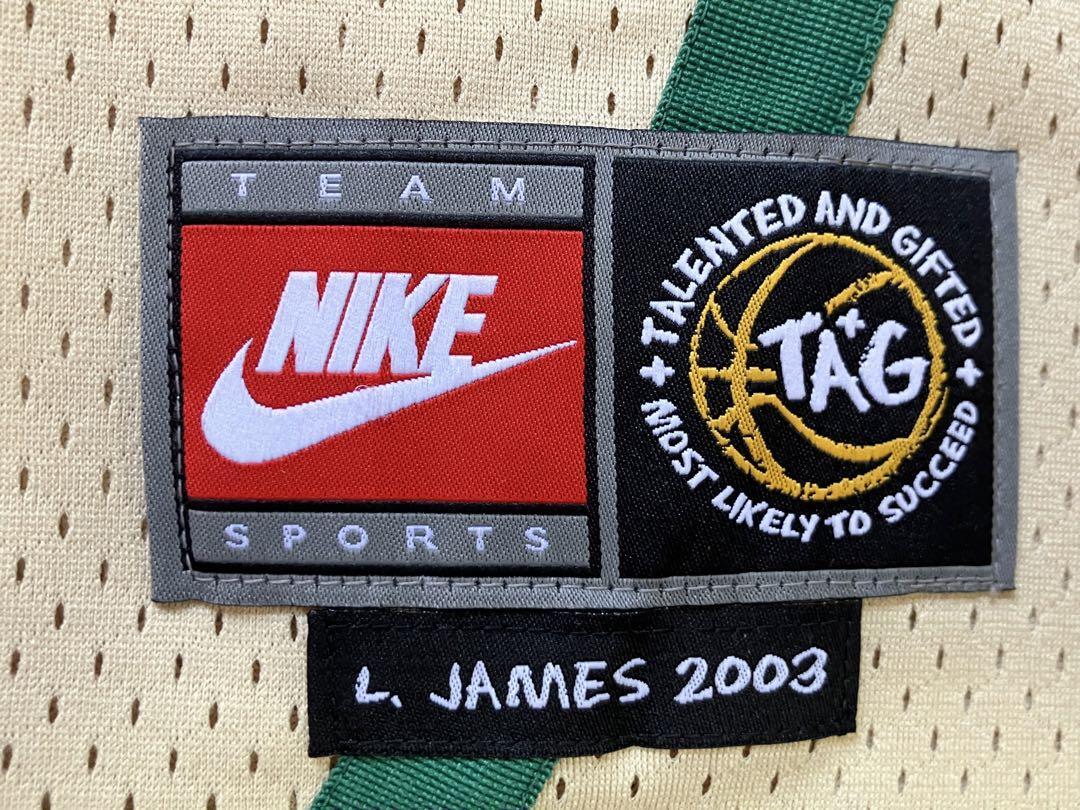 TEAM
NIKE
SPORTS
+ TALENTED AND GIFTED +
TAG
MOST LIKELY TO SUCCEED
L. JAMES 2003